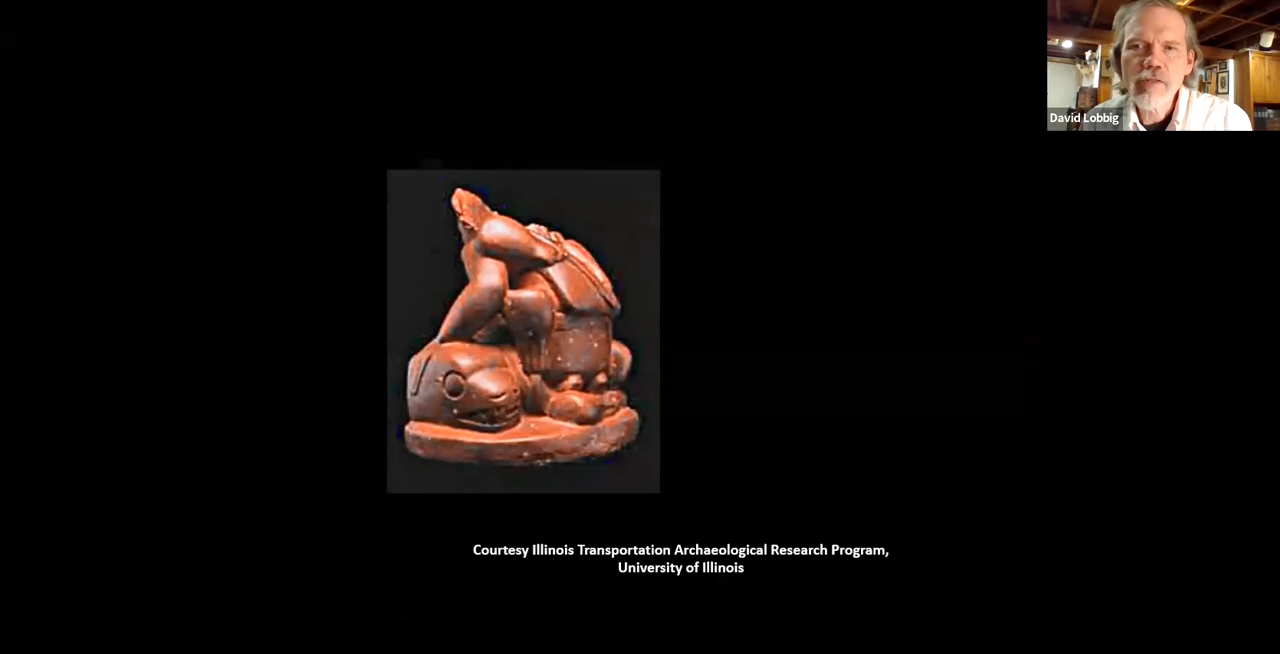 David Lobbig
Courtesy Illinois Transportation Archaeological Research Program,
University of Illinois